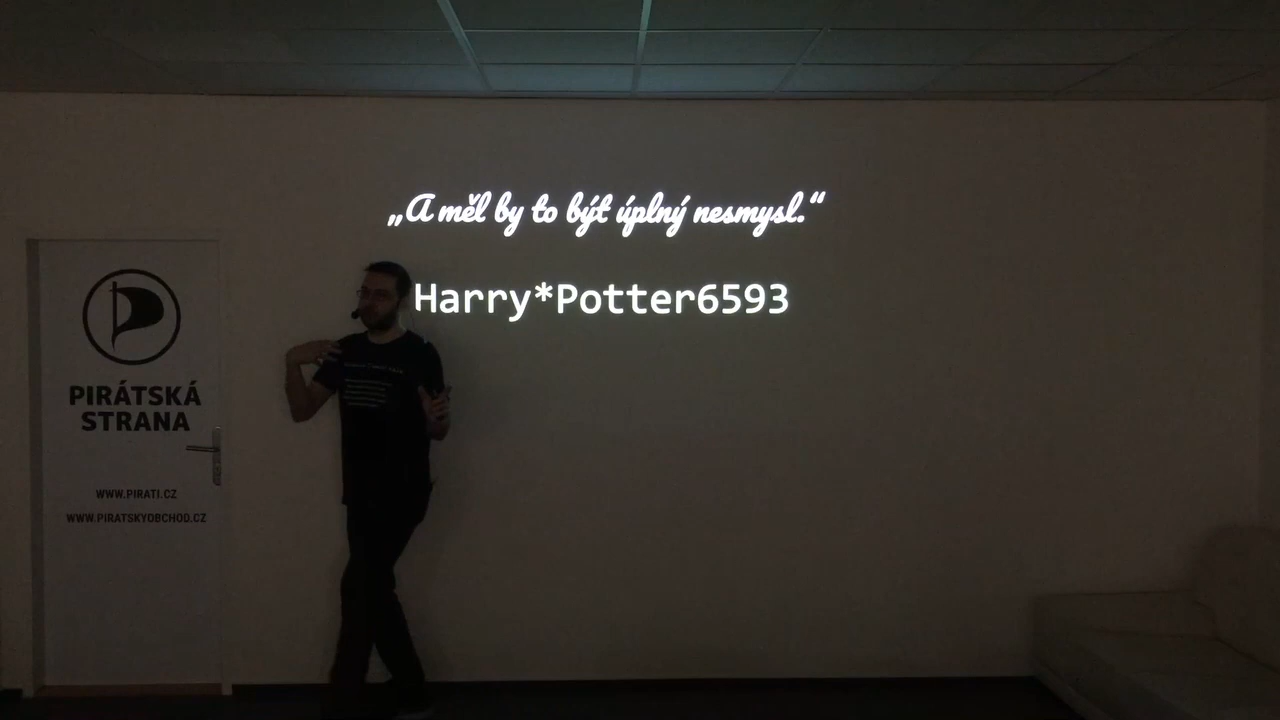 „A měl by to být úplný nesmysl.“
Harry*Potter6593
PIRÁTSKÁ
STRANA
WWW.PIRATI.CZ
WWW.PIRATSKYOBCHOD.CZ